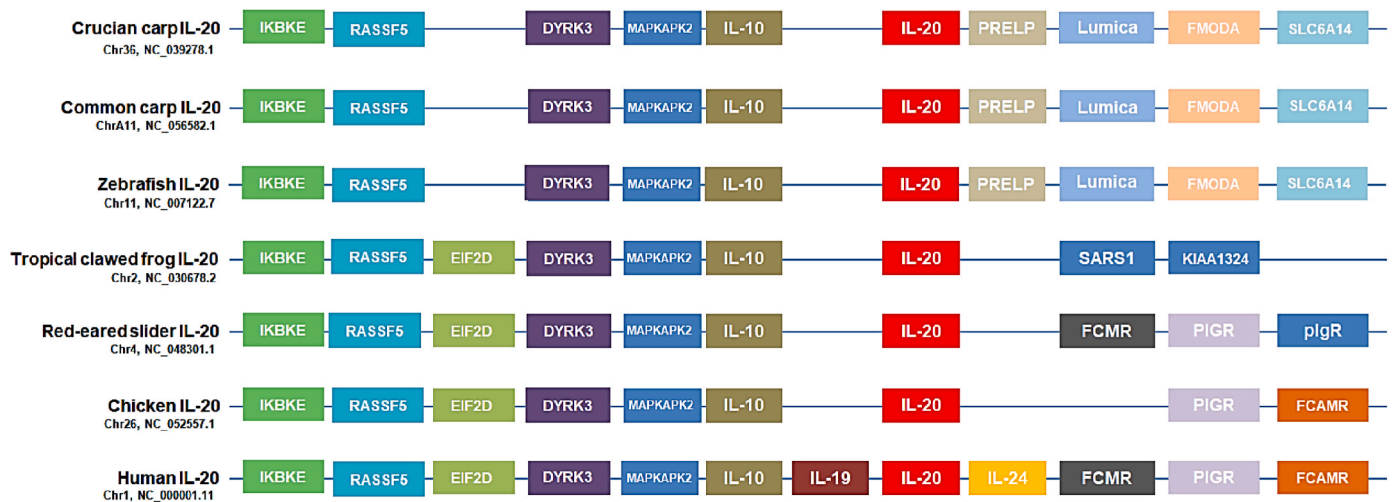 Crucian carp IL-20 IKBKE RASSF5 DYRK3 MAPKAPK2 IL-10 IL-20 PRELP Lumica FMODA SLC6A14
Chr36, NC_039278.1
Common carp IL-20 IKBKE RASSF5 DYRK3 MAPKAPK2 IL-10 IL-20 PRELP Lumica FMODA SLC6A14
ChrA11, NC_056582.1
Zebrafish IL-20 IKBKE RASSF5 DYRK3 MAPKAPK2 IL-10 IL-20 PRELP Lumica FMODA SLC6A14
Chr11, NC_007122.7
Tropical clawed frog IL-20 IKBKE RASSF5 EIF2D DYRK3 MAPKAPK2 IL-10 IL-20 SARS1 KIAA1324
Chr2, NC_030678.2
Red-eared slider IL-20 IKBKE RASSF5 EIF2D DYRK3 MAPKAPK2 IL-10 IL-20 FCMR PIGR pIgR
Chr4, NC_048301.1
Chicken IL-20 IKBKE RASSF5 EIF2D DYRK3 MAPKAPK2 IL-10 IL-20 PIGR FCAMR
Chr26, NC_052557.1
Human IL-20 IKBKE RASSF5 EIF2D DYRK3 MAPKAPK2 IL-10 IL-19 IL-20 IL-24 FCMR PIGR FCAMR
Chr1, NC_000001.11